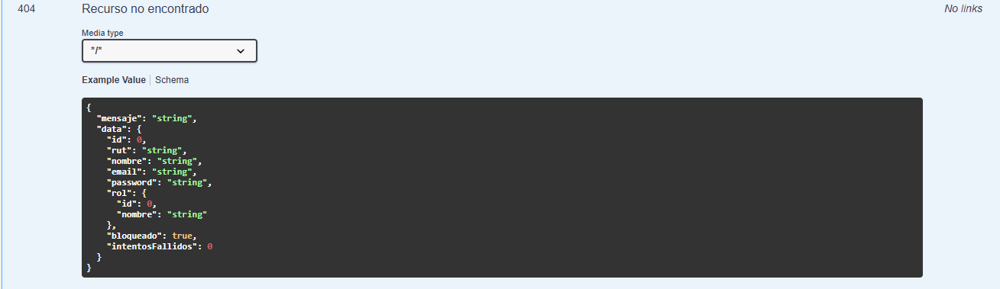 404 Recurso no encontrado No links
Media type
*/*
Example Value Schema
{
  "mensaje": "string",
  "data": {
    "id": 0,
    "rut": "string",
    "nombre": "string",
    "email": "string",
    "password": "string",
    "rol": {
      "id": 0,
      "nombre": "string"
    },
    "bloqueado": true,
    "intentosFallidos": 0
  }
}